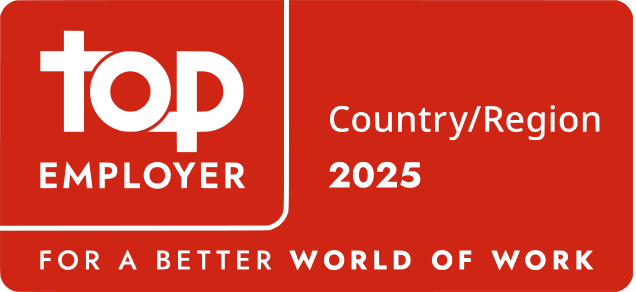 top
EMPLOYER
Country/Region
2025
FOR A BETTER WORLD OF WORK